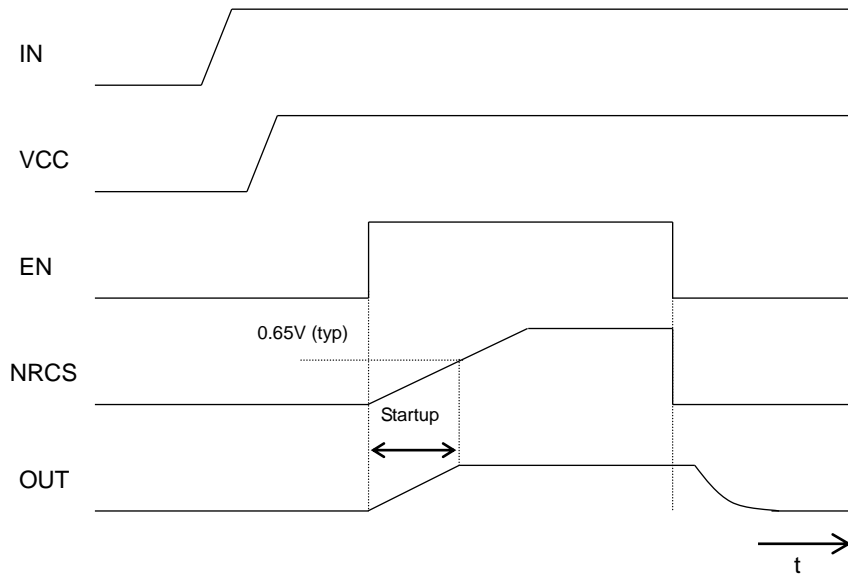 IN
VCC
EN
0.65V (typ)
NRCS
Startup
OUT
t